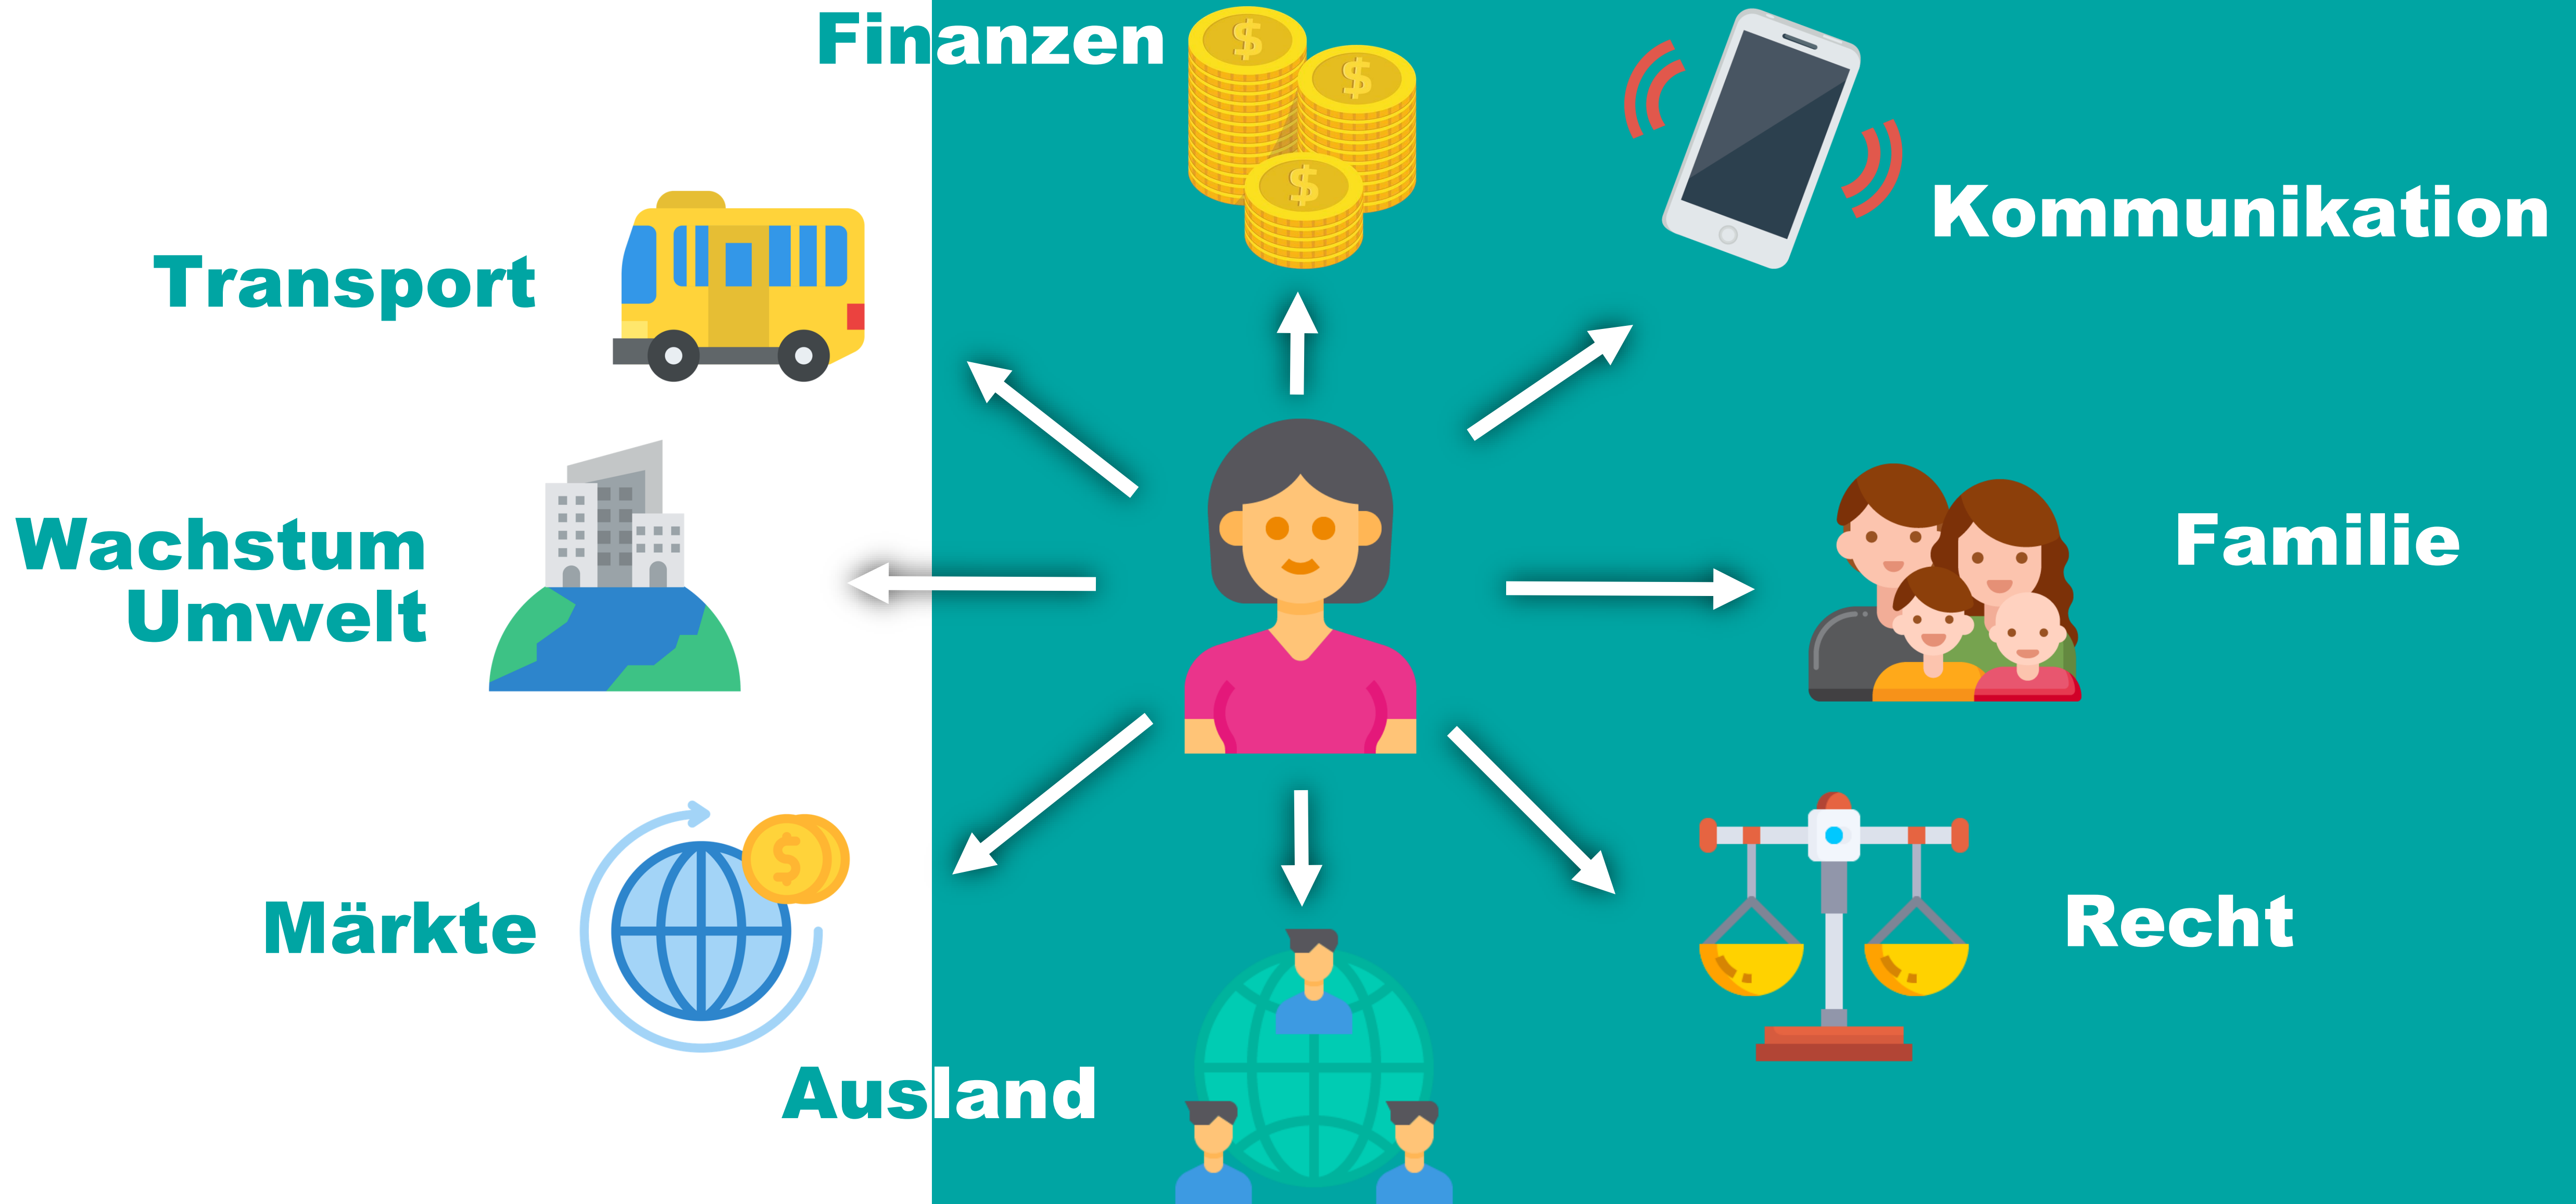 Finanzen
Kommunikation
Transport
Wachstum
Umwelt
Familie
Märkte
Recht
Ausland